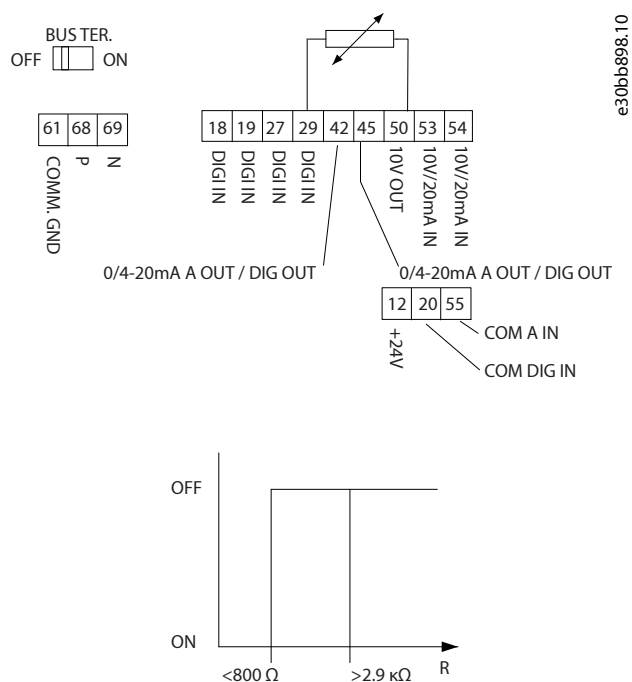 e30bb898.10
BUS TER.
OFF ON
61 68 69
COMM. GND
P
N
18 19 27 29 42 45 50 53 54
DIGI IN
DIGI IN
DIGI IN
DIGI IN
10V OUT
10V/20mA IN
10V/20mA IN
0/4-20mA A OUT / DIG OUT
0/4-20mA A OUT / DIG OUT
12 20 55
+24V
COM A IN
COM DIG IN
OFF
ON
<800 Ω
>2.9 κΩ
R